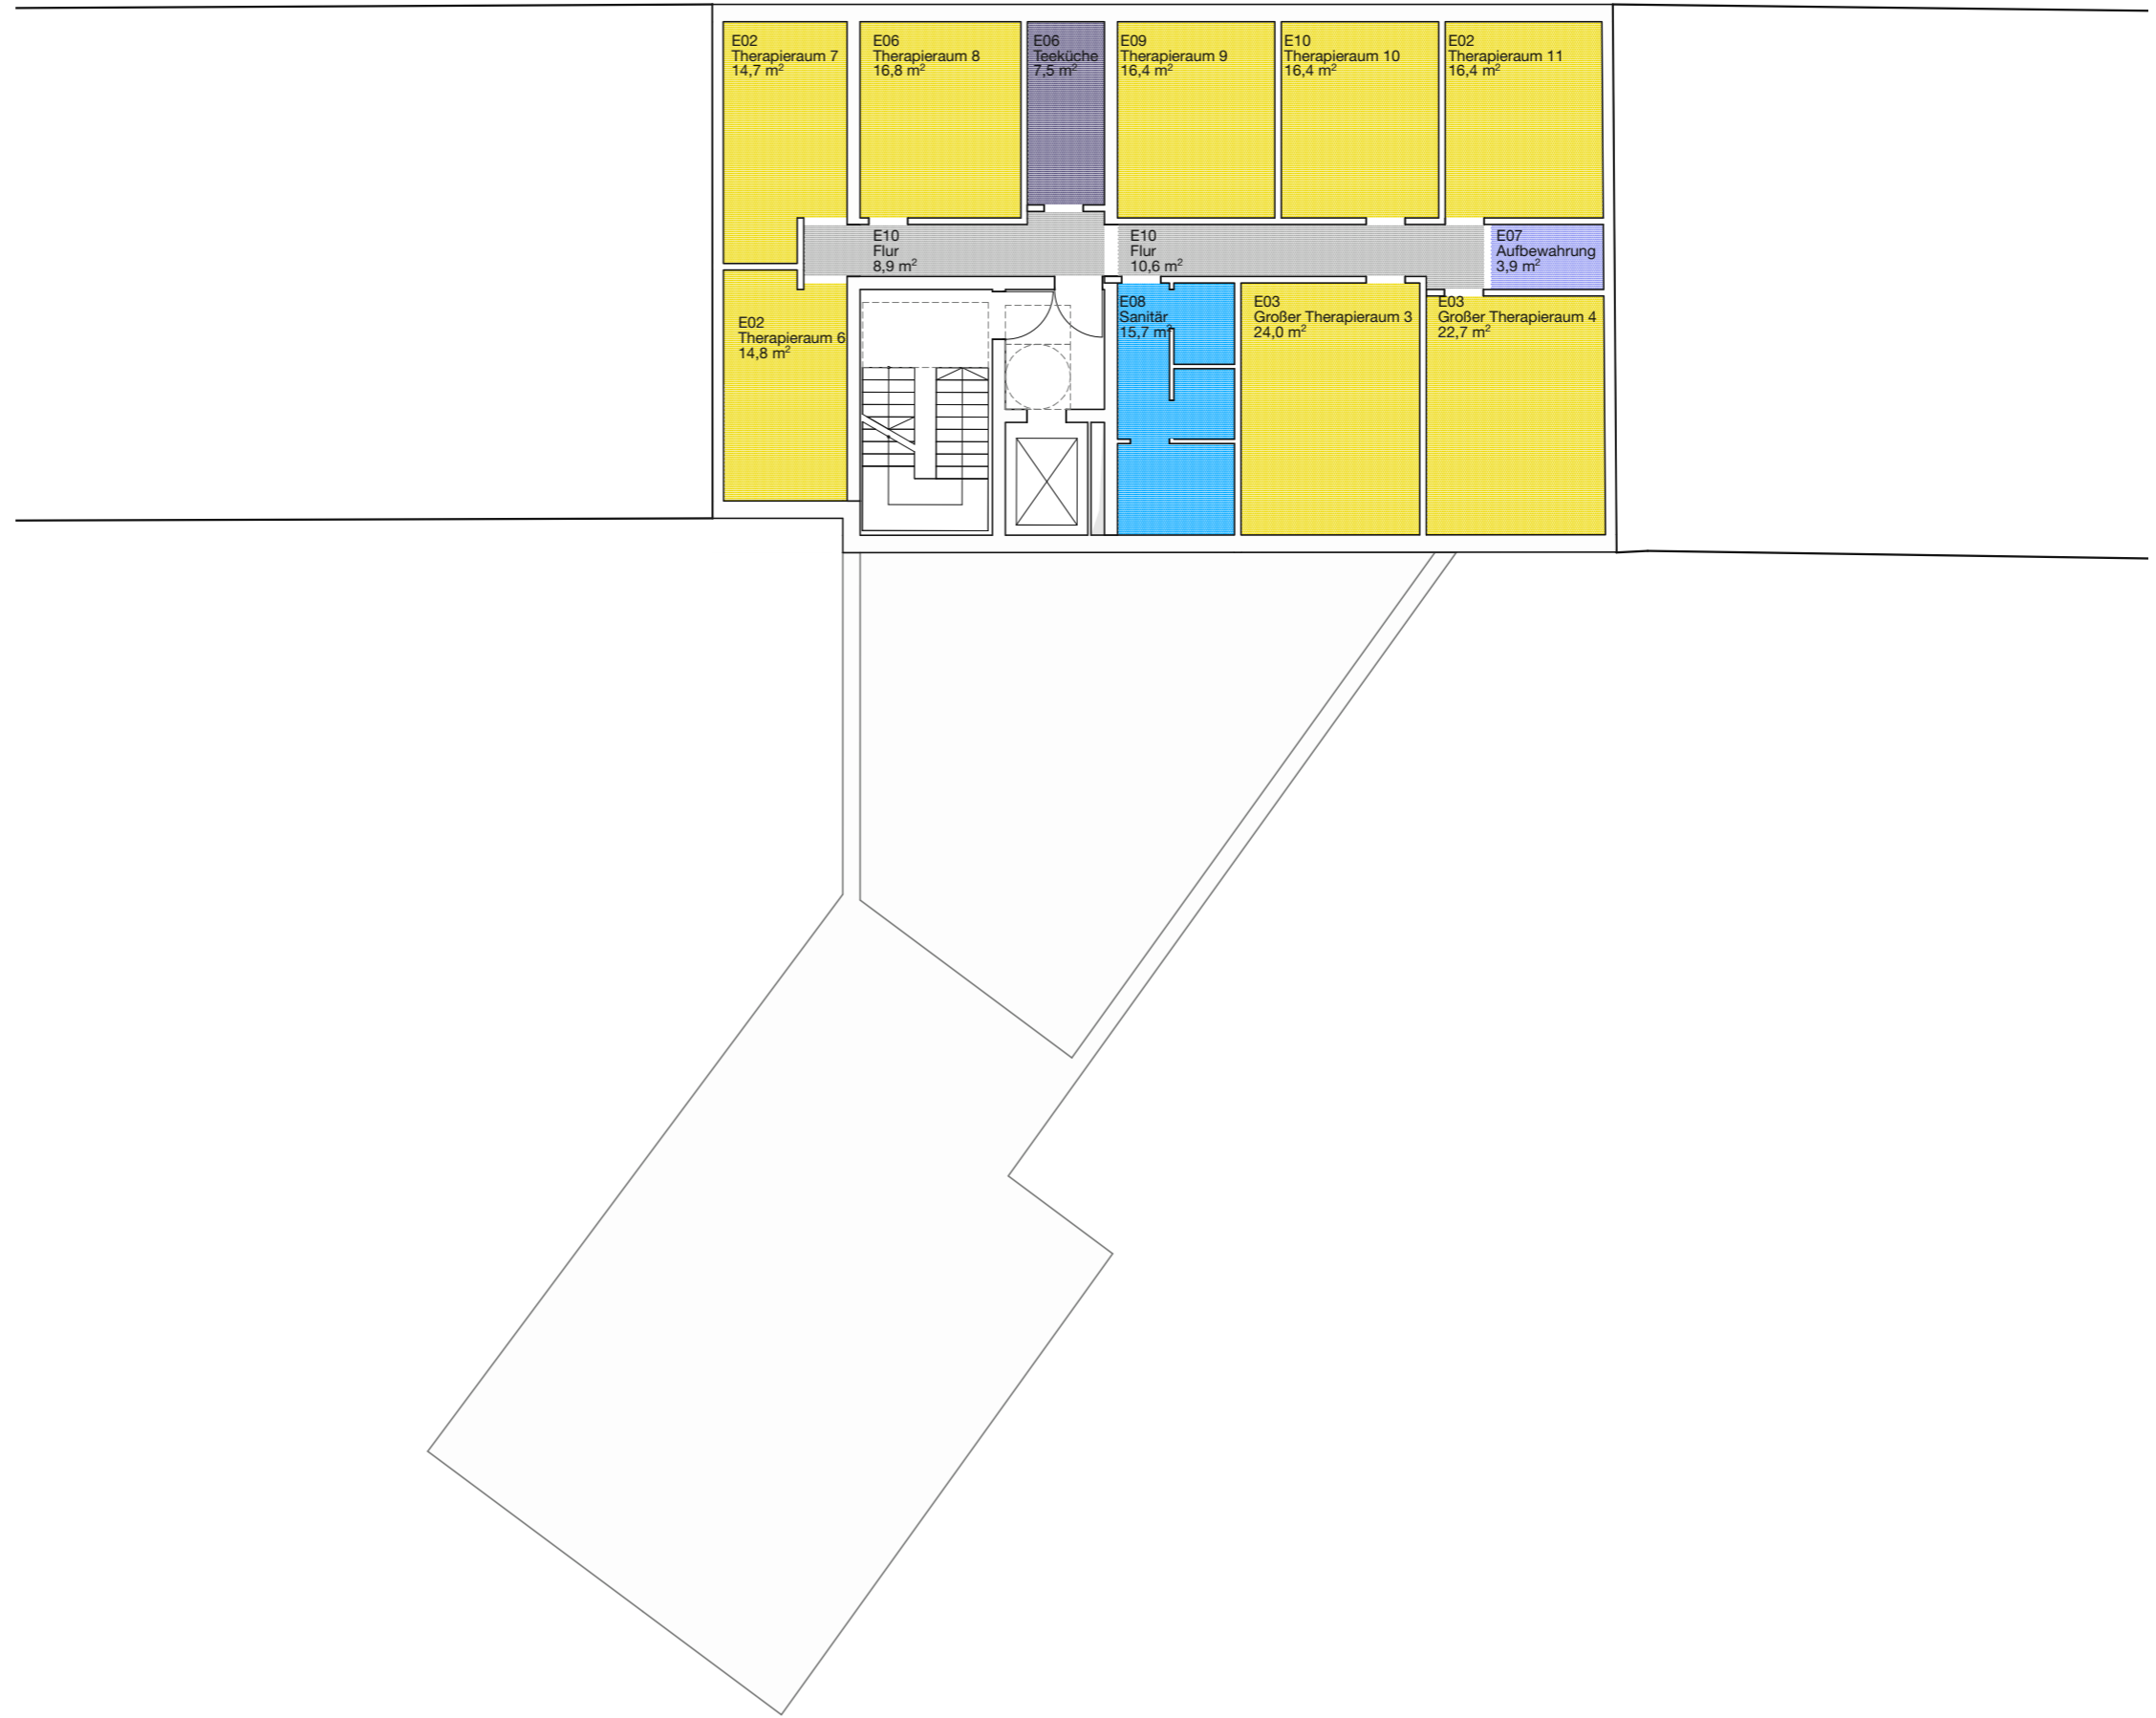 E02
Therapieraum 7
14,7 m²
E06
Therapieraum 8
16,8 m²
E06
Teeküche
7,5 m²
E09
Therapieraum 9
16,4 m²
E10
Therapieraum 10
16,4 m²
E02
Therapieraum 11
16,4 m²
E10
Flur
8,9 m²
E10
Flur
10,6 m²
E07
Aufbewahrung
3,9 m²
E02
Therapieraum 6
14,8 m²
E08
Sanitär
15,7 m²
E03
Großer Therapieraum 3
24,0 m²
E03
Großer Therapieraum 4
22,7 m²